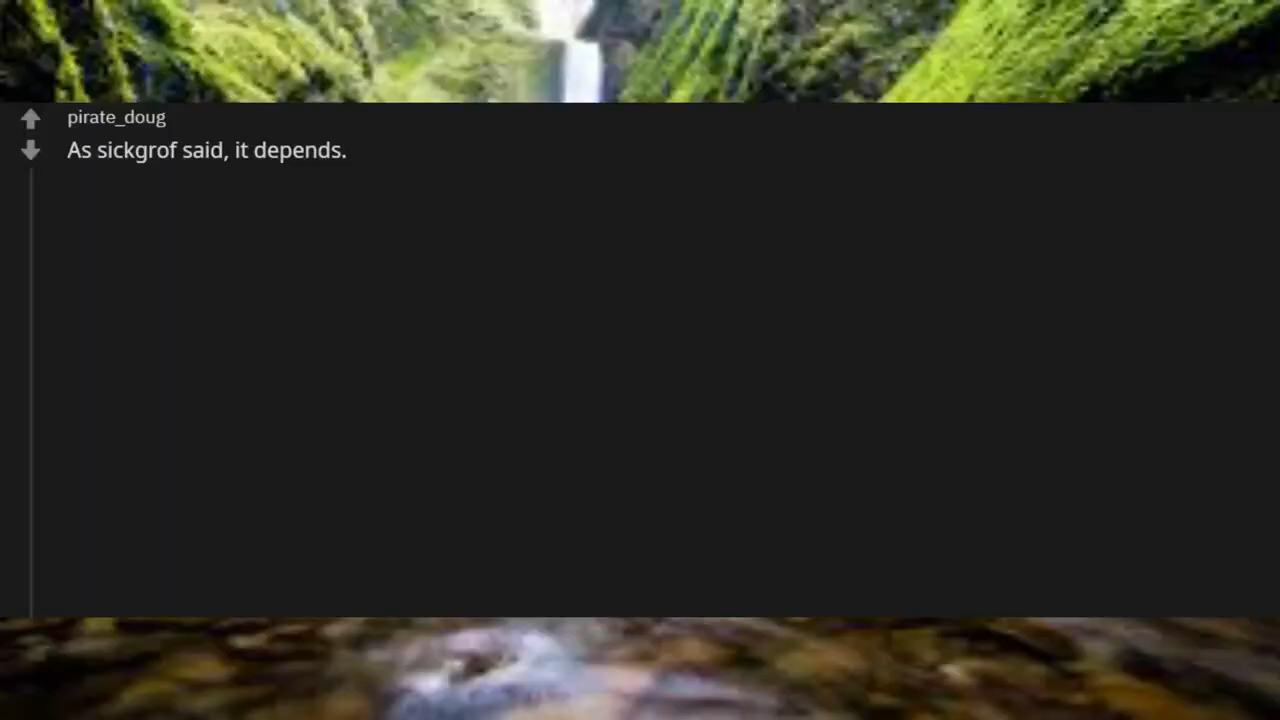 pirate_doug
As sickgrof said, it depends.